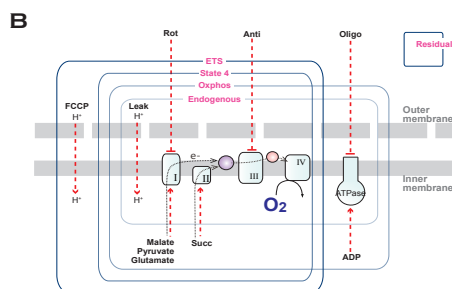 B
Rot
Anti
Oligo
Residual
ETS
State 4
Oxphos
Endogenous
FCCP
H+
Leak
H+
Outer
membrane
e-
I
II
III
IV
O2
ATPase
Inner
membrane
H+
H+
Malate
Pyruvate
Glutamate
Succ
ADP